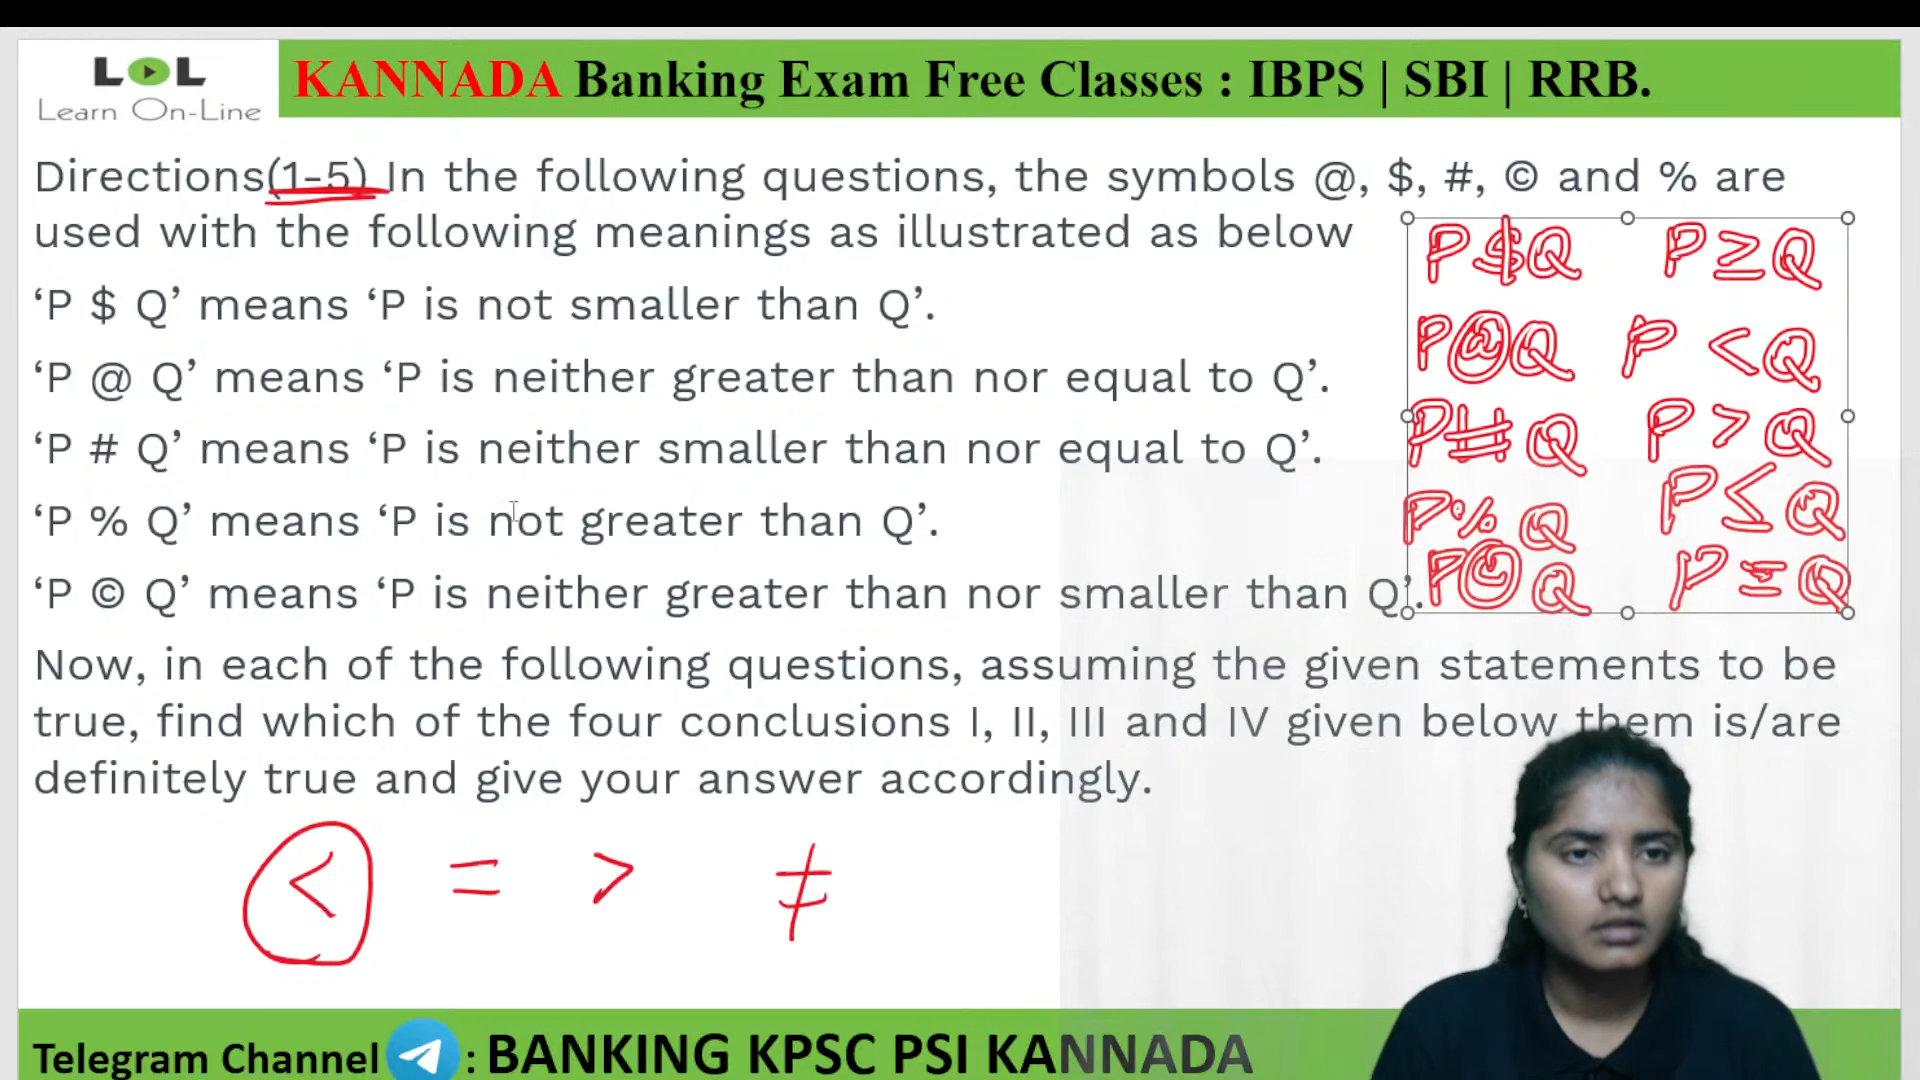 LOL
Learn On-Line
KANNADA Banking Exam Free Classes : IBPS | SBI | RRB.
Directions(1-5) In the following questions, the symbols @, $, #, © and % are
used with the following meanings as illustrated as below
‘P $ Q’ means ‘P is not smaller than Q’.
‘P @ Q’ means ‘P is neither greater than nor equal to Q’.
‘P # Q’ means ‘P is neither smaller than nor equal to Q’.
‘P % Q’ means ‘P is not greater than Q’.
‘P © Q’ means ‘P is neither greater than nor smaller than Q’.
P $ Q P ≥ Q
P @ Q P < Q
P # Q P > Q
P % Q P ≤ Q
P © Q P = Q
Now, in each of the following questions, assuming the given statements to be
true, find which of the four conclusions I, II, III and IV given below them is/are
definitely true and give your answer accordingly.
< = > ≠
Telegram Channel : BANKING KPSC PSI KANNADA